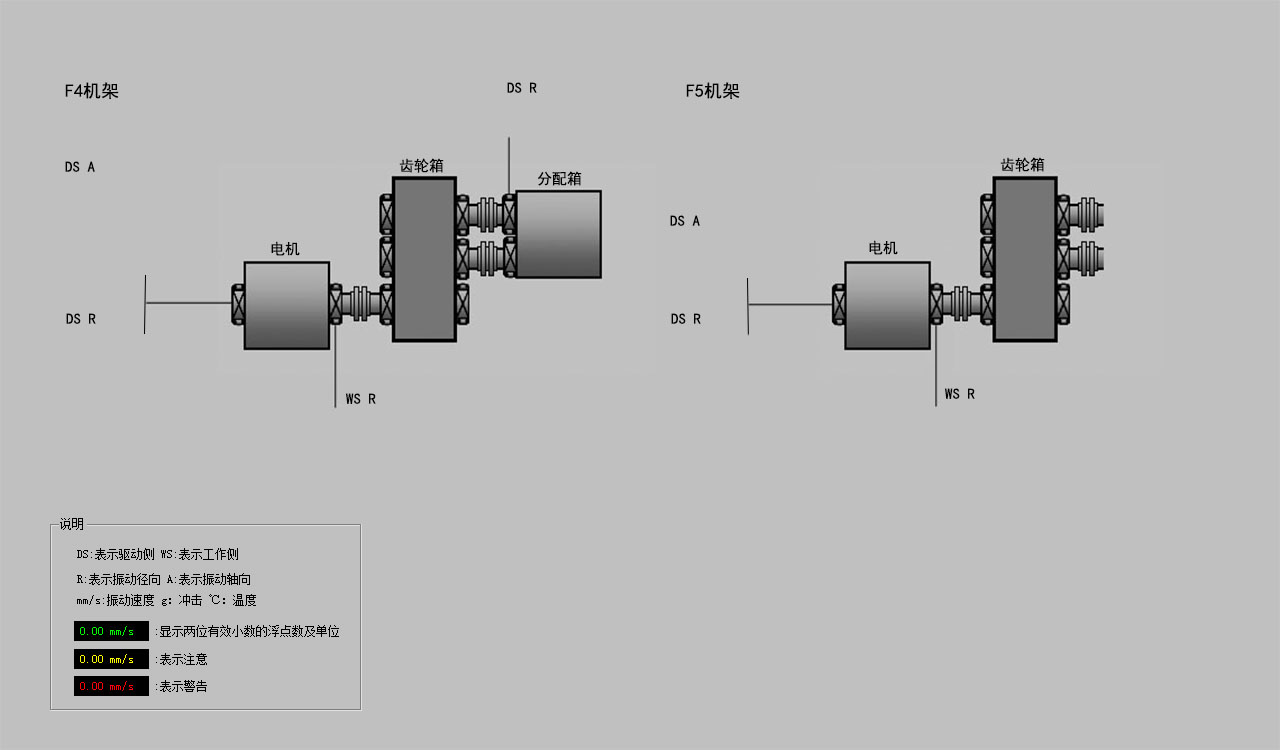 F4机架
DS R
F5机架
DS A
齿轮箱
分配箱
齿轮箱
DS A
电机
电机
DS R
DS R
WS R
WS R
说明
DS:表示驱动侧 WS:表示工作侧
R:表示振动径向 A:表示振动轴向
mm/s:振动速度 g: 冲击 ℃: 温度
0.00 mm/s :显示两位有效小数的浮点数及单位
0.00 mm/s :表示注意
0.00 mm/s :表示警告